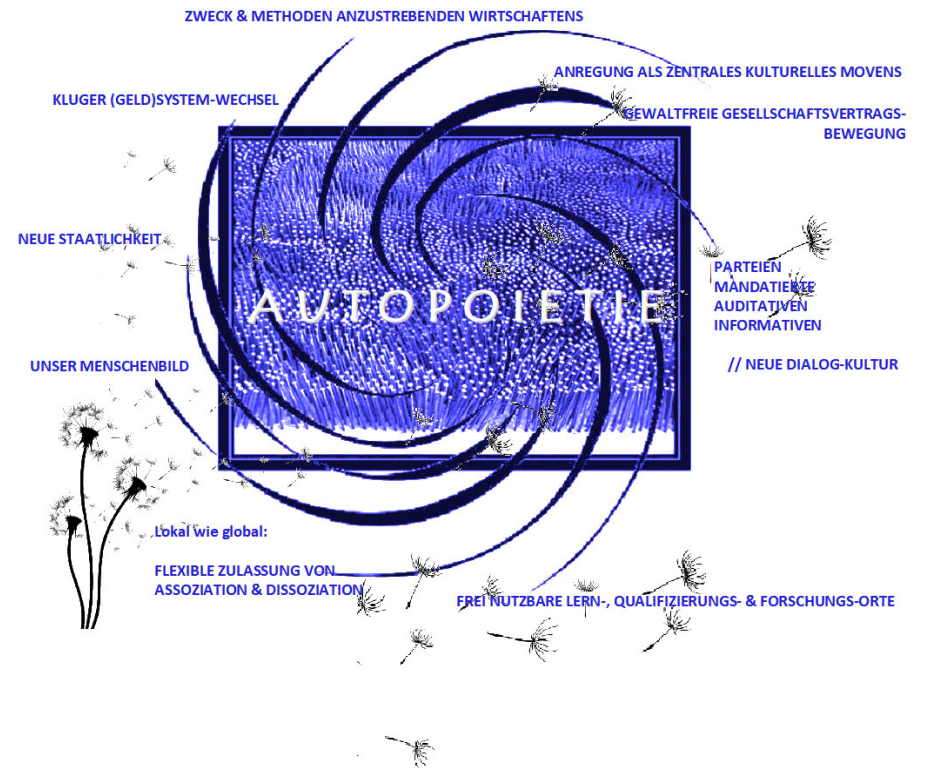 ZWECK & METHODEN ANZUSTREBENDEN WIRTSCHAFTENS
ANREGUNG ALS ZENTRALES KULTURELLES MOVENS
KLUGER (GELD)SYSTEM-WECHSEL
GEWALTFREIE GESELLSCHAFTSVERTRAGS-
BEWEGUNG
NEUE STAATLICHKEIT
PARTEIEN
MANDATIERTE
AUDITATIVEN
INFORMATIVEN
AUTOPOIETIE
UNSER MENSCHENBILD
// NEUE DIALOG-KULTUR
Lokal wie global:
FLEXIBLE ZULASSUNG VON
ASSOZIATION & DISSOZIATION
FREI NUTZBARE LERN-, QUALIFIZIERUNGS- & FORSCHUNGS-ORTE